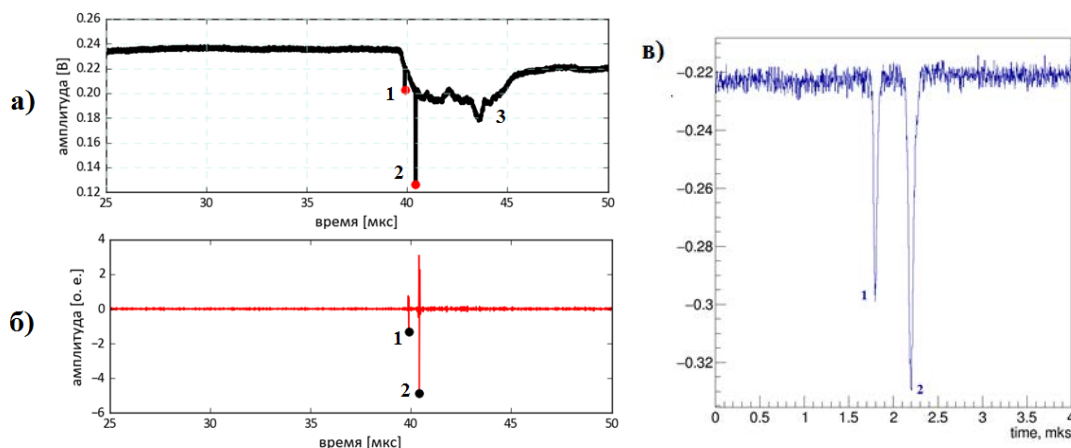 а)
амплитуда [В]
0.26
0.24
0.22
0.20
0.18
0.16
0.14
0.12
1
2
3
25 30 35 40 45 50
время [мкс]
б)
амплитуда [о. е.]
4
2
0
−2
−4
−6
1
2
25 30 35 40 45 50
время [мкс]
в)
−0.22
−0.24
−0.26
−0.28
−0.3
−0.32
1
2
0 0.5 1 1.5 2 2.5 3 3.5 4
time, mks